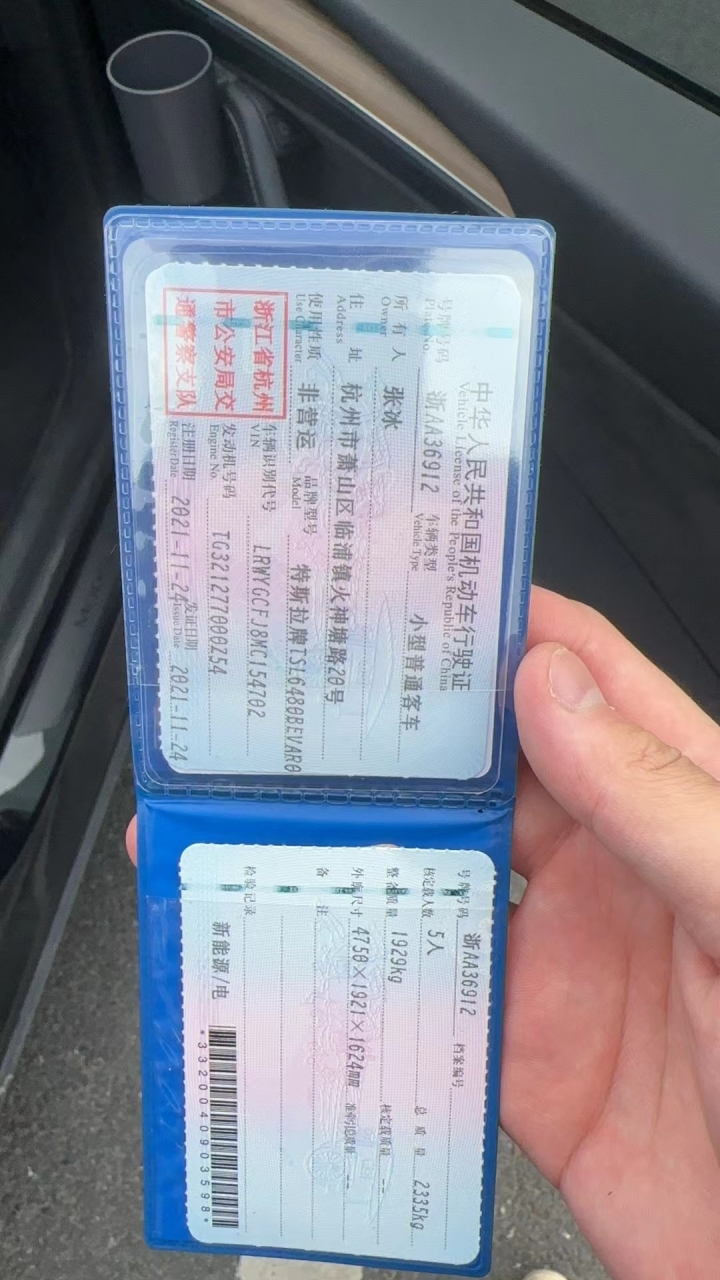 中华人民共和国机动车行驶证
Vehicle License of the People's Republic of China
号牌号码 浙AA36912 车辆类型 小型普通客车
Plate No. Vehicle Type
所有人 张冰
Owner
住址 杭州市萧山区临浦镇火神塘路20号
Address
使用性质 非营运 品牌型号 特斯拉牌TSL6480BEVAR0
Use Character Model
浙江省杭州
市公安局交
通警察支队
车辆识别代号 LRWYGCFJ8MC154702
VIN
发动机号码 TG321277000254
Engine No.
注册日期 2021-11-24 发证日期 2021-11-24
Register Date Issue Date
号牌号码 浙AA36912 档案编号
核定载人数 5人 总质量 2335kg
整备质量 1929kg 核定载质量 --
外廓尺寸 4750×1921×1624mm 准牵引总质量 --
备注
检验记录
新能源/电
*3320040903598*